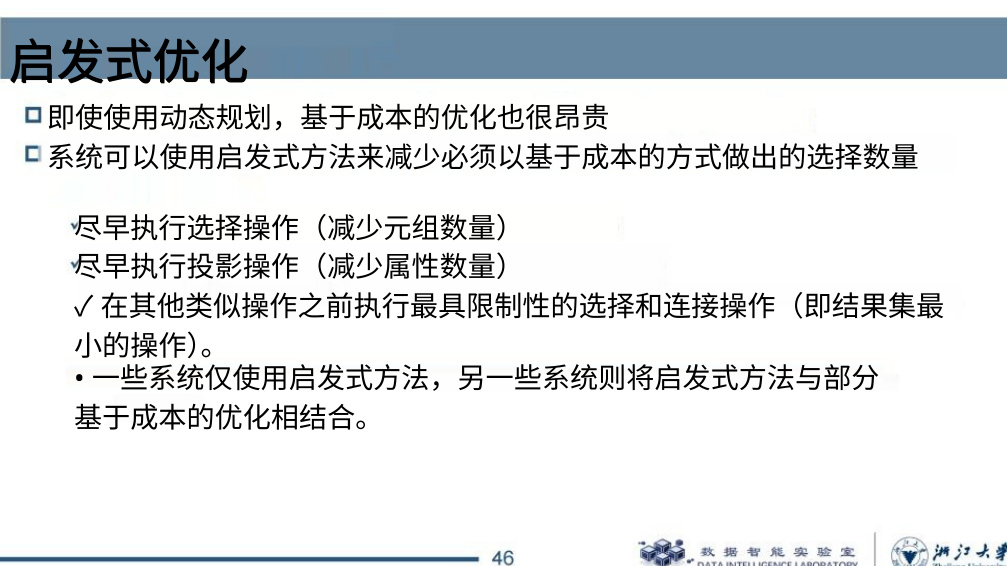 启发式优化
即使使用动态规划，基于成本的优化也很昂贵
系统可以使用启发式方法来减少必须以基于成本的方式做出的选择数量
✓尽早执行选择操作（减少元组数量）
✓尽早执行投影操作（减少属性数量）
✓ 在其他类似操作之前执行最具限制性的选择和连接操作（即结果集最
小的操作）。
• 一些系统仅使用启发式方法，另一些系统则将启发式方法与部分
基于成本的优化相结合。
46
数据智能实验室
DATA INTELLIGENCE LABORATORY
浙江大学